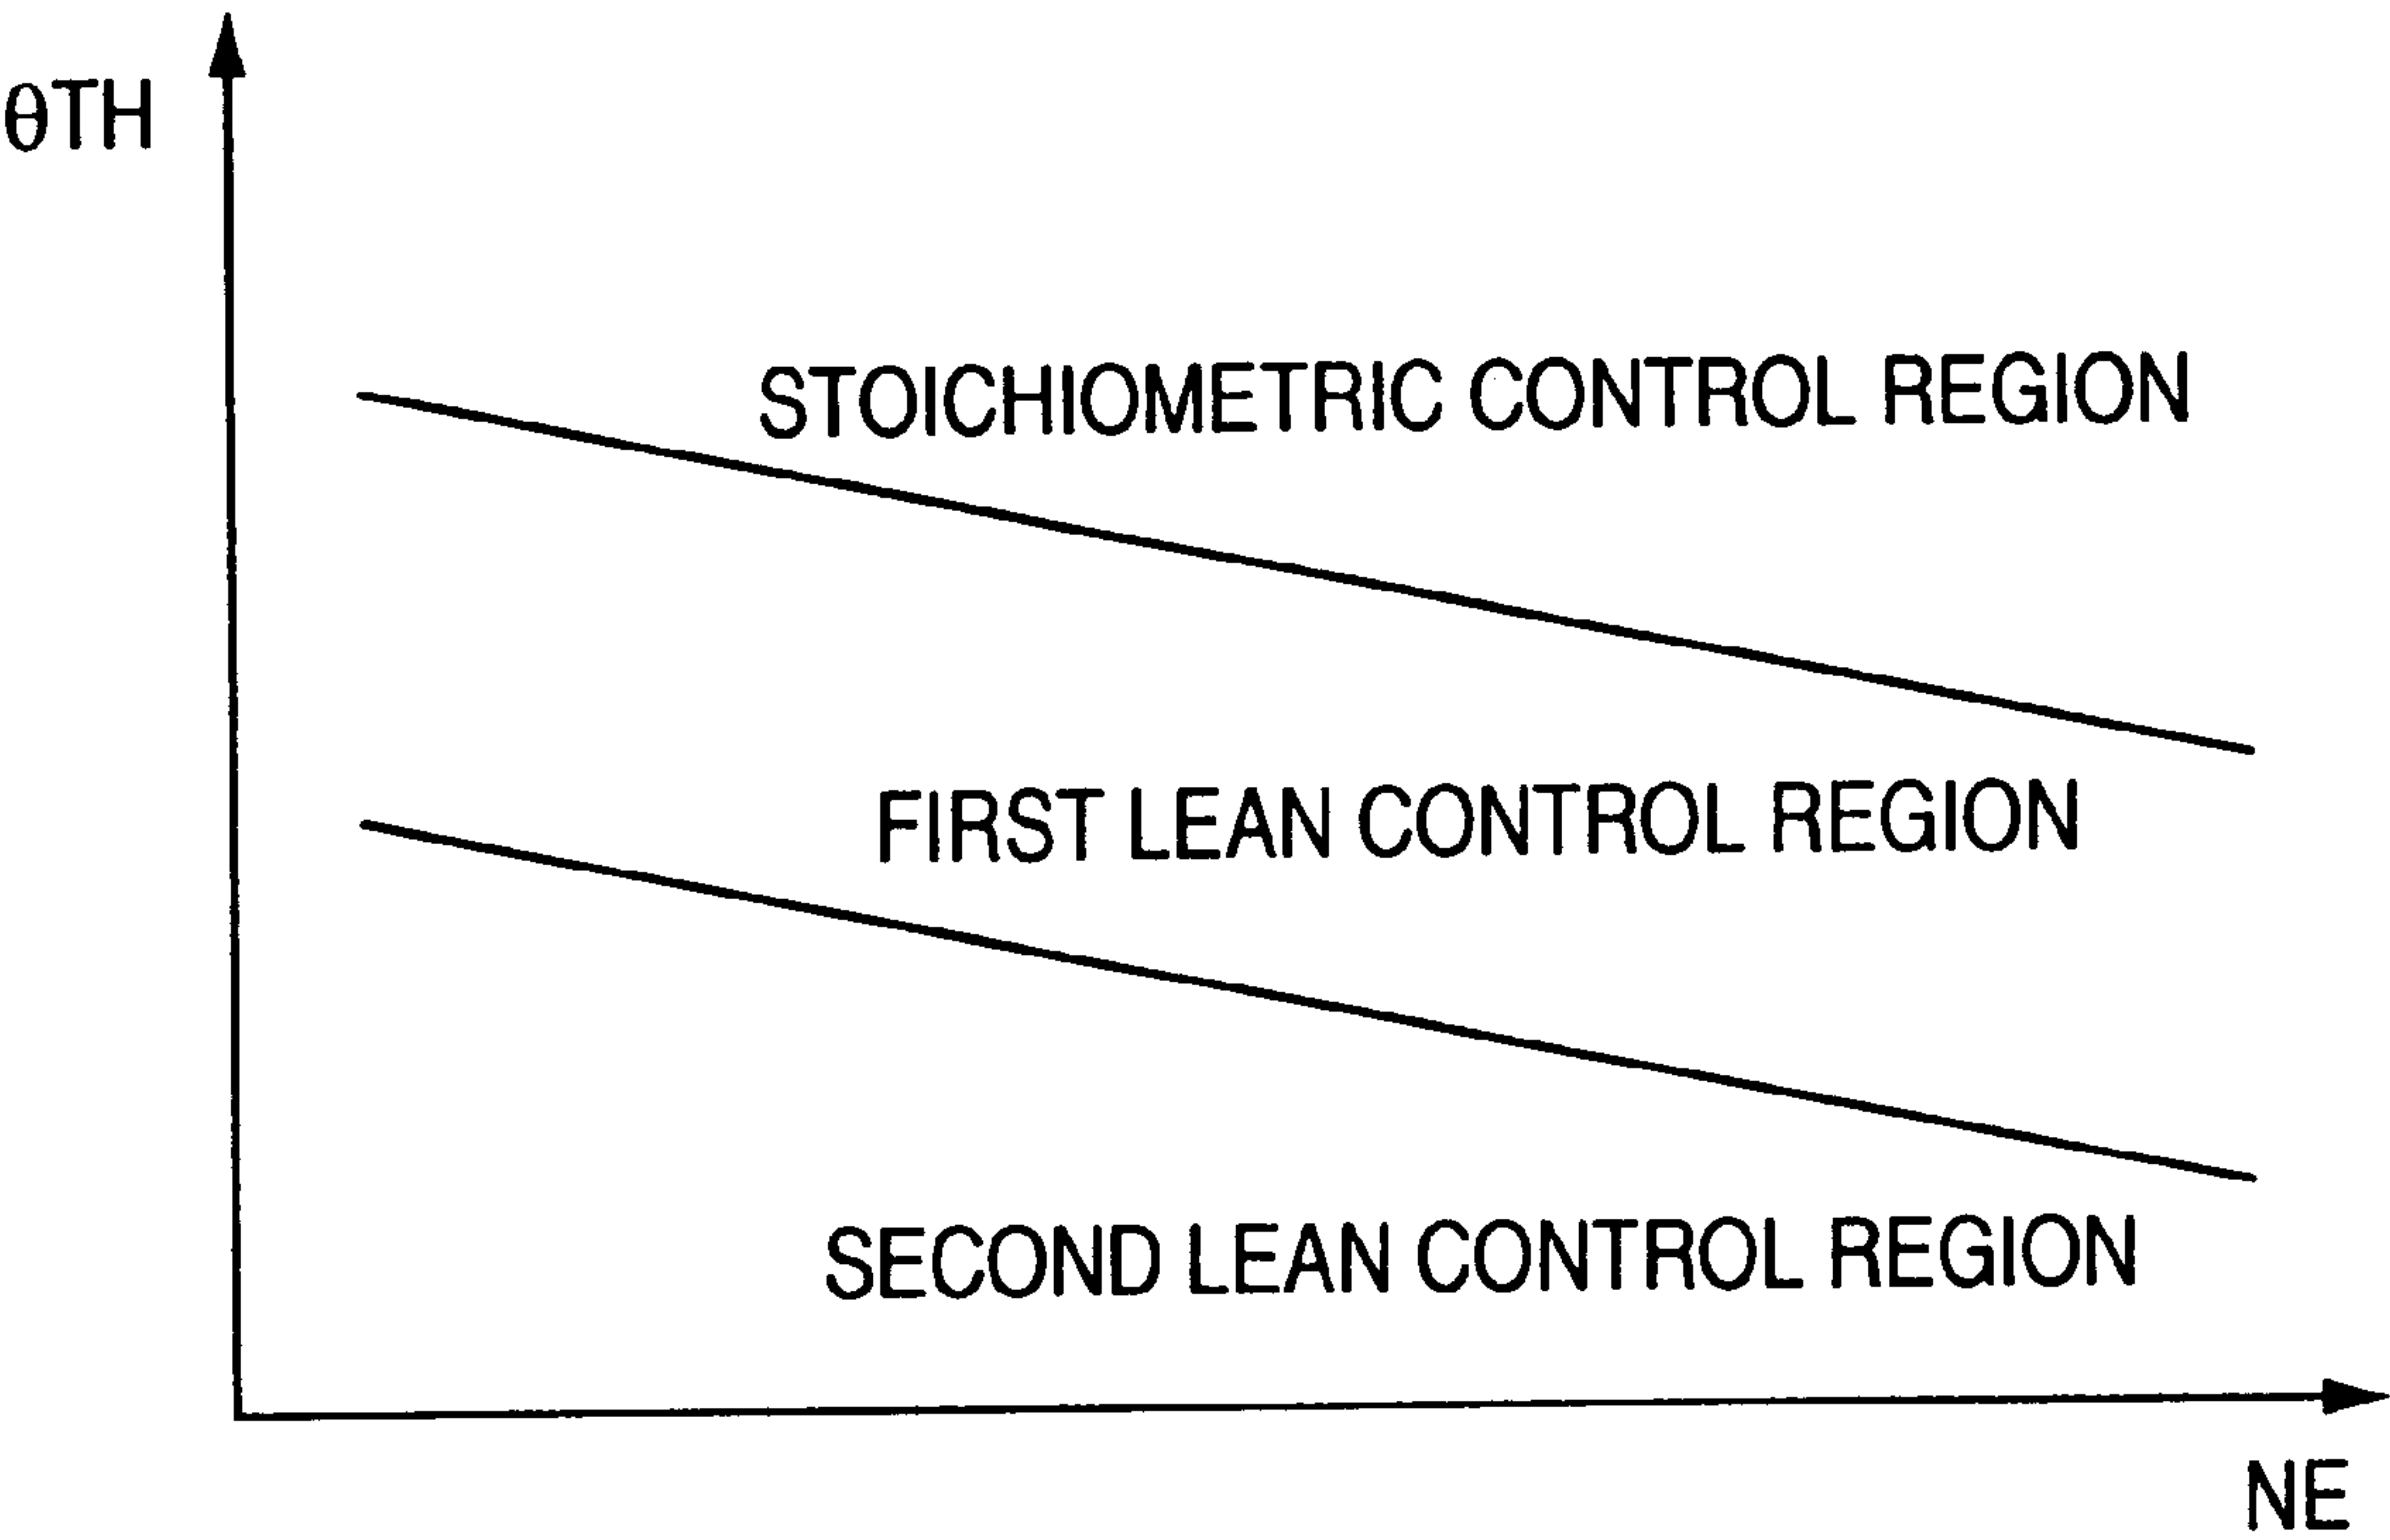 θTH
STOICHIOMETRIC CONTROL REGION
FIRST LEAN CONTROL REGION
SECOND LEAN CONTROL REGION
NE